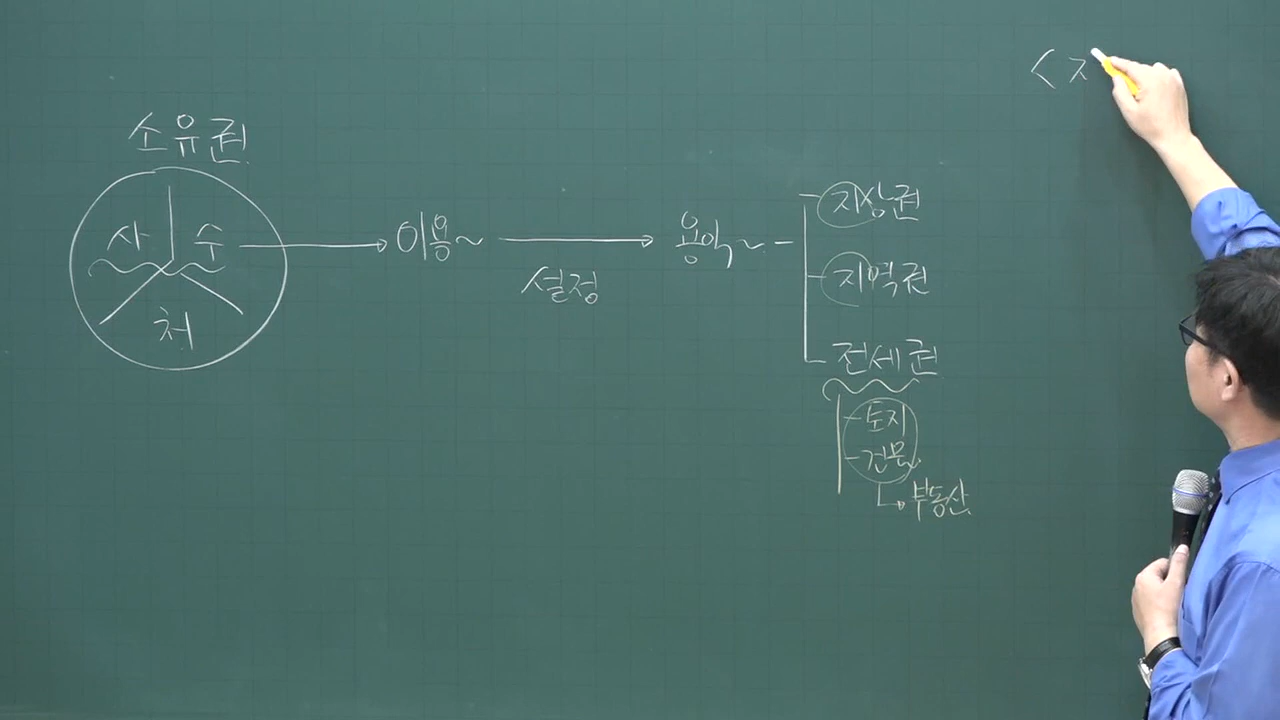 소유권
사 수
처
이용~
설정
용익~
지상권
지역권
전세권
토지
건물
부동산
<ㅈ